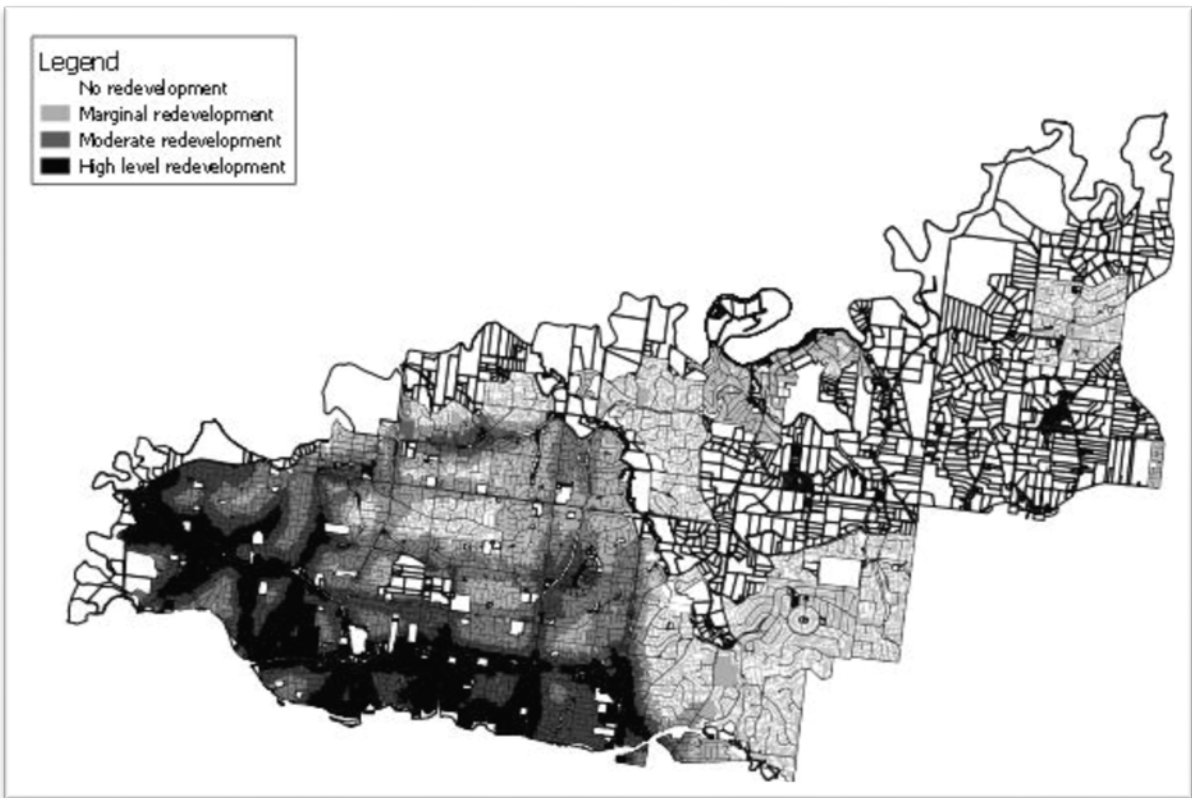 Legend
No redevelopment
Marginal redevelopment
Moderate redevelopment
High level redevelopment